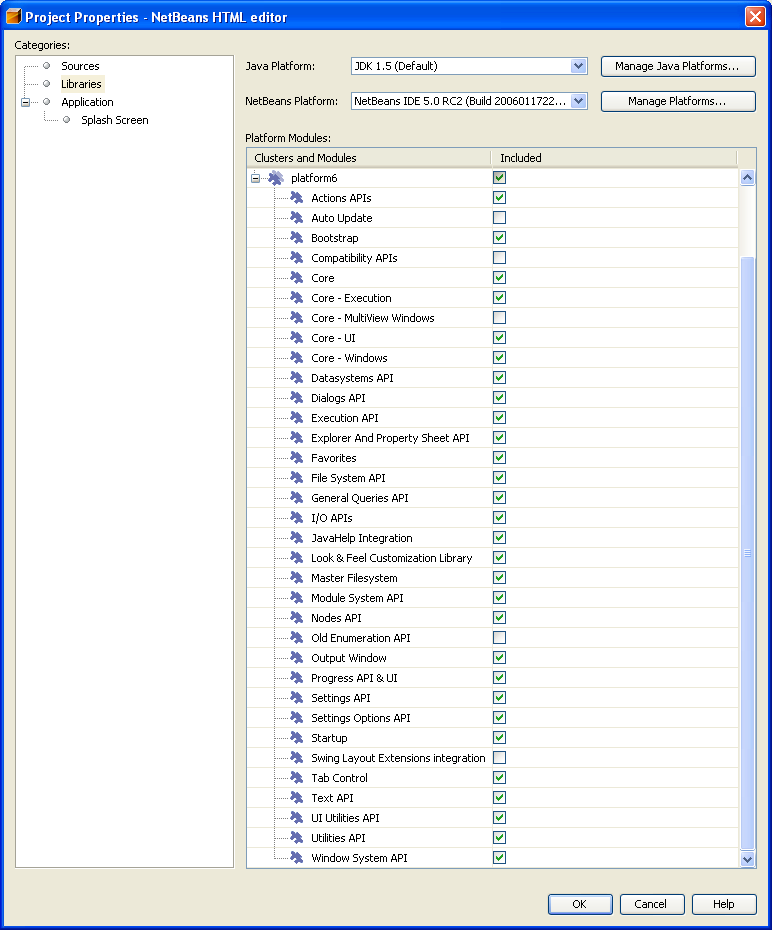 Project Properties - NetBeans HTML editor
Categories:
Sources
Libraries
Application
Splash Screen
Java Platform: JDK 1.5 (Default) Manage Java Platforms...
NetBeans Platform: NetBeans IDE 5.0 RC2 (Build 2006011722... Manage Platforms...
Platform Modules:
Clusters and Modules Included
platform6
Actions APIs
Auto Update
Bootstrap
Compatibility APIs
Core
Core - Execution
Core - MultiView Windows
Core - UI
Core - Windows
Datasystems API
Dialogs API
Execution API
Explorer And Property Sheet API
Favorites
File System API
General Queries API
I/O APIs
JavaHelp Integration
Look & Feel Customization Library
Master Filesystem
Module System API
Nodes API
Old Enumeration API
Output Window
Progress API & UI
Settings API
Settings Options API
Startup
Swing Layout Extensions integration
Tab Control
Text API
UI Utilities API
Utilities API
Window System API
OK Cancel Help